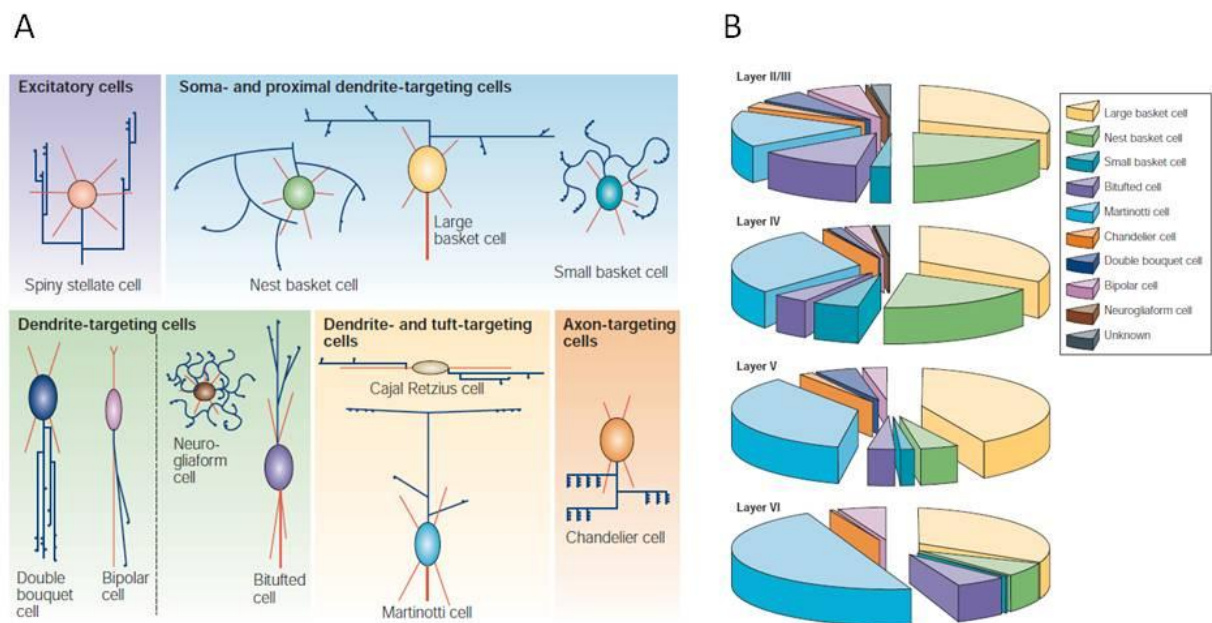 A
B
Excitatory cells
Spiny stellate cell
Soma- and proximal dendrite-targeting cells
Nest basket cell
Large
basket cell
Small basket cell
Dendrite-targeting cells
Double
bouquet
cell
Bipolar
cell
Neuro-
gliaform
cell
Bitufted
cell
Dendrite- and tuft-targeting
cells
Cajal Retzius cell
Martinotti cell
Axon-targeting
cells
Chandelier cell
Layer II/III
Layer IV
Layer V
Layer VI
Large basket cell
Nest basket cell
Small basket cell
Bitufted cell
Martinotti cell
Chandelier cell
Double bouquet cell
Bipolar cell
Neurogliaform cell
Unknown